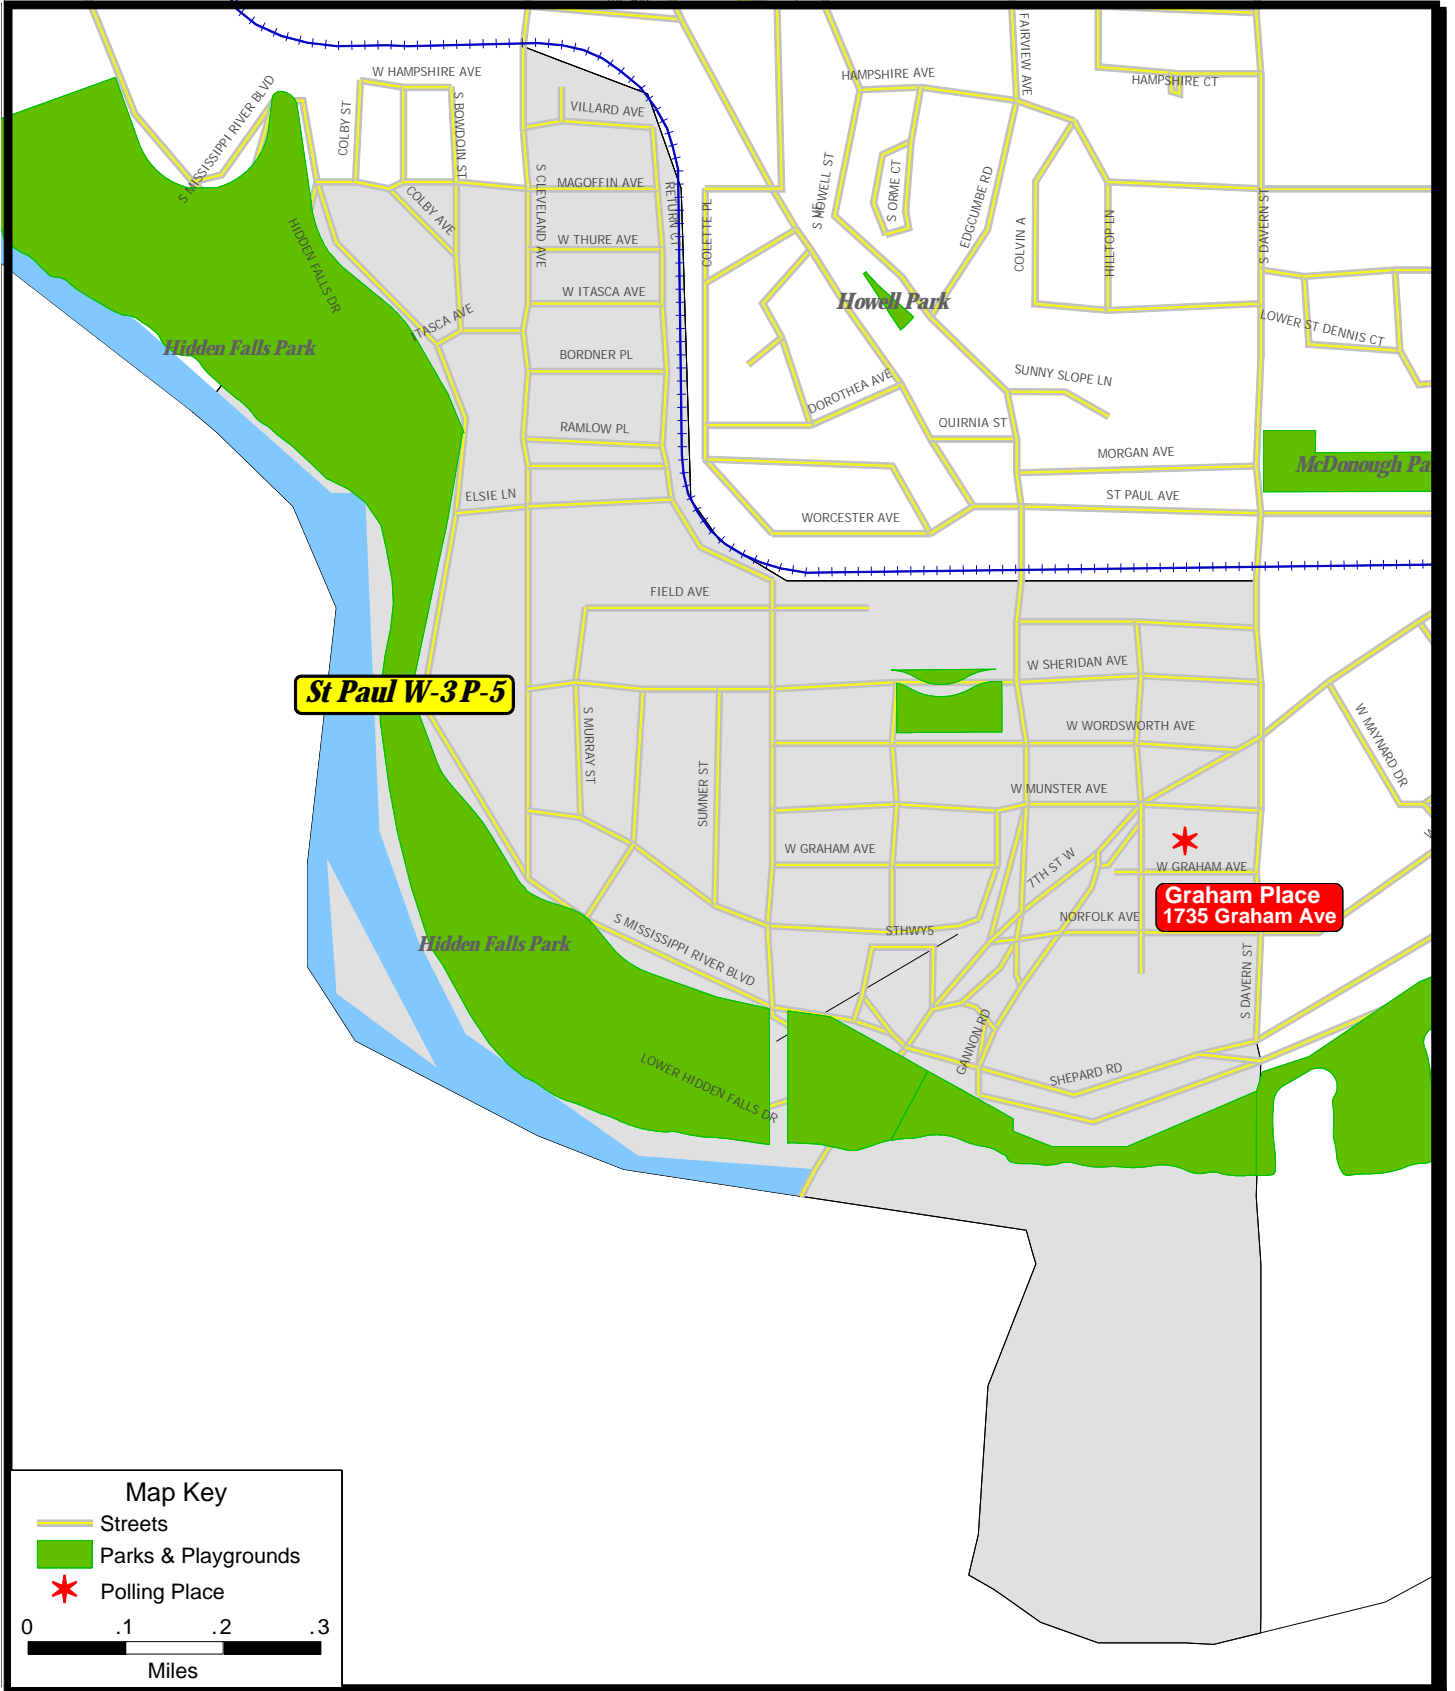 FAIRVIEW AVE
W HAMPSHIRE AVE
HAMPSHIRE AVE
HAMPSHIRE CT
S MISSISSIPPI RIVER BLVD
COLBY ST
S BOWDOIN ST
VILLARD AVE
S CLEVELAND AVE
MAGOFFIN AVE
RETURN CT
COLETTE PL
S HOWELL ST
S ORME CT
EDGCUMBE RD
COLVIN A
HILLTOP LN
S DAVERN ST
COLBY AVE
W THURE AVE
HIDDEN FALLS DR
W ITASCA AVE
Howell Park
ITASCA AVE
LOWER ST DENNIS CT
Hidden Falls Park
BORDNER PL
DOROTHEA AVE
SUNNY SLOPE LN
RAMLOW PL
QUIRNIA ST
MORGAN AVE
McDonough Pa
ELSIE LN
ST PAUL AVE
WORCESTER AVE
FIELD AVE
W SHERIDAN AVE
St Paul W-3 P-5
S MURRAY ST
W WORDSWORTH AVE
W MAYNARD DR
SUMNER ST
W MUNSTER AVE
W GRAHAM AVE
7TH ST W
W GRAHAM AVE
Graham Place
1735 Graham Ave
NORFOLK AVE
STHWY5
Hidden Falls Park
S MISSISSIPPI RIVER BLVD
S DAVERN ST
GANNON RD
LOWER HIDDEN FALLS DR
SHEPARD RD
Map Key
Streets
Parks & Playgrounds
Polling Place
0 .1 .2 .3
Miles